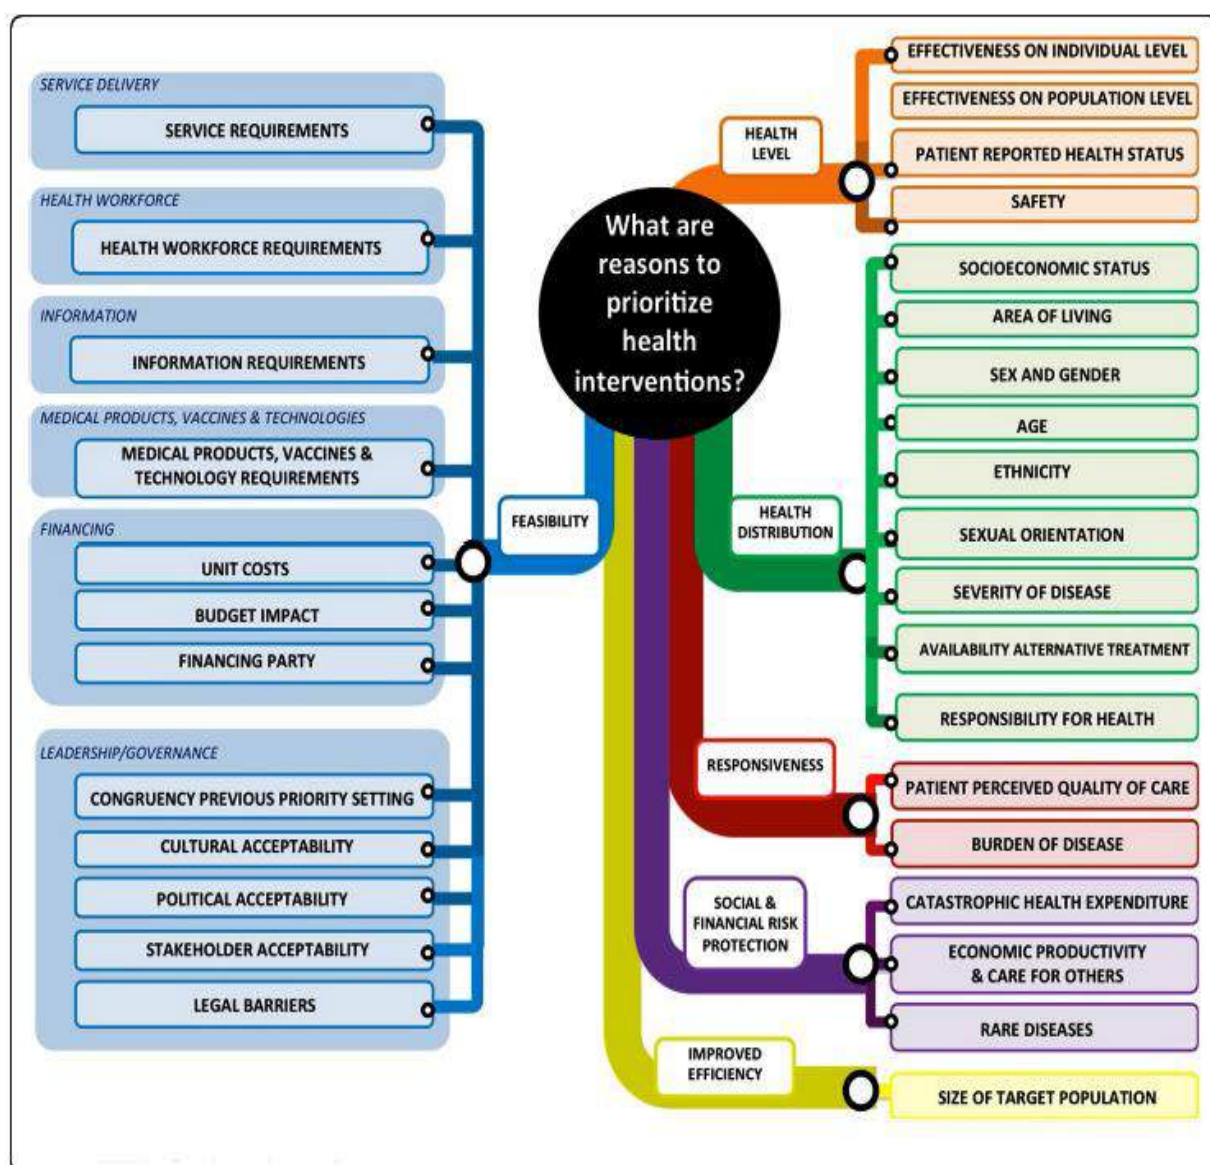 What are
reasons to
prioritize
health
interventions?
SERVICE DELIVERY
SERVICE REQUIREMENTS
HEALTH WORKFORCE
HEALTH WORKFORCE REQUIREMENTS
INFORMATION
INFORMATION REQUIREMENTS
MEDICAL PRODUCTS, VACCINES & TECHNOLOGIES
MEDICAL PRODUCTS, VACCINES &
TECHNOLOGY REQUIREMENTS
FINANCING
UNIT COSTS
BUDGET IMPACT
FINANCING PARTY
LEADERSHIP/GOVERNANCE
CONGRUENCY PREVIOUS PRIORITY SETTING
CULTURAL ACCEPTABILITY
POLITICAL ACCEPTABILITY
STAKEHOLDER ACCEPTABILITY
LEGAL BARRIERS
FEASIBILITY
HEALTH
LEVEL
EFFECTIVENESS ON INDIVIDUAL LEVEL
EFFECTIVENESS ON POPULATION LEVEL
PATIENT REPORTED HEALTH STATUS
SAFETY
HEALTH
DISTRIBUTION
SOCIOECONOMIC STATUS
AREA OF LIVING
SEX AND GENDER
AGE
ETHNICITY
SEXUAL ORIENTATION
SEVERITY OF DISEASE
AVAILABILITY ALTERNATIVE TREATMENT
RESPONSIBILITY FOR HEALTH
RESPONSIVENESS
PATIENT PERCEIVED QUALITY OF CARE
BURDEN OF DISEASE
SOCIAL &
FINANCIAL RISK
PROTECTION
CATASTROPHIC HEALTH EXPENDITURE
ECONOMIC PRODUCTIVITY
& CARE FOR OTHERS
RARE DISEASES
IMPROVED
EFFICIENCY
SIZE OF TARGET POPULATION